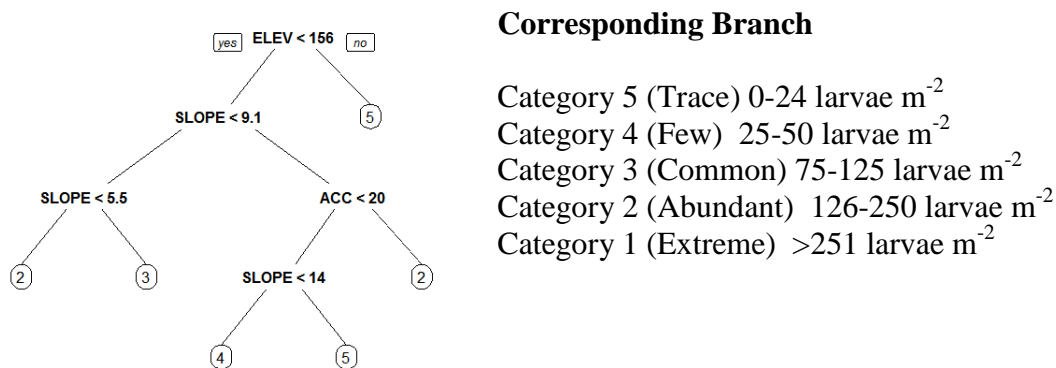 yes ELEV < 156 no
SLOPE < 9.1
5
SLOPE < 5.5
ACC < 20
2
3
SLOPE < 14
2
4
5
Corresponding Branch
Category 5 (Trace) 0-24 larvae m-2
Category 4 (Few) 25-50 larvae m-2
Category 3 (Common) 75-125 larvae m-2
Category 2 (Abundant) 126-250 larvae m-2
Category 1 (Extreme) >251 larvae m-2